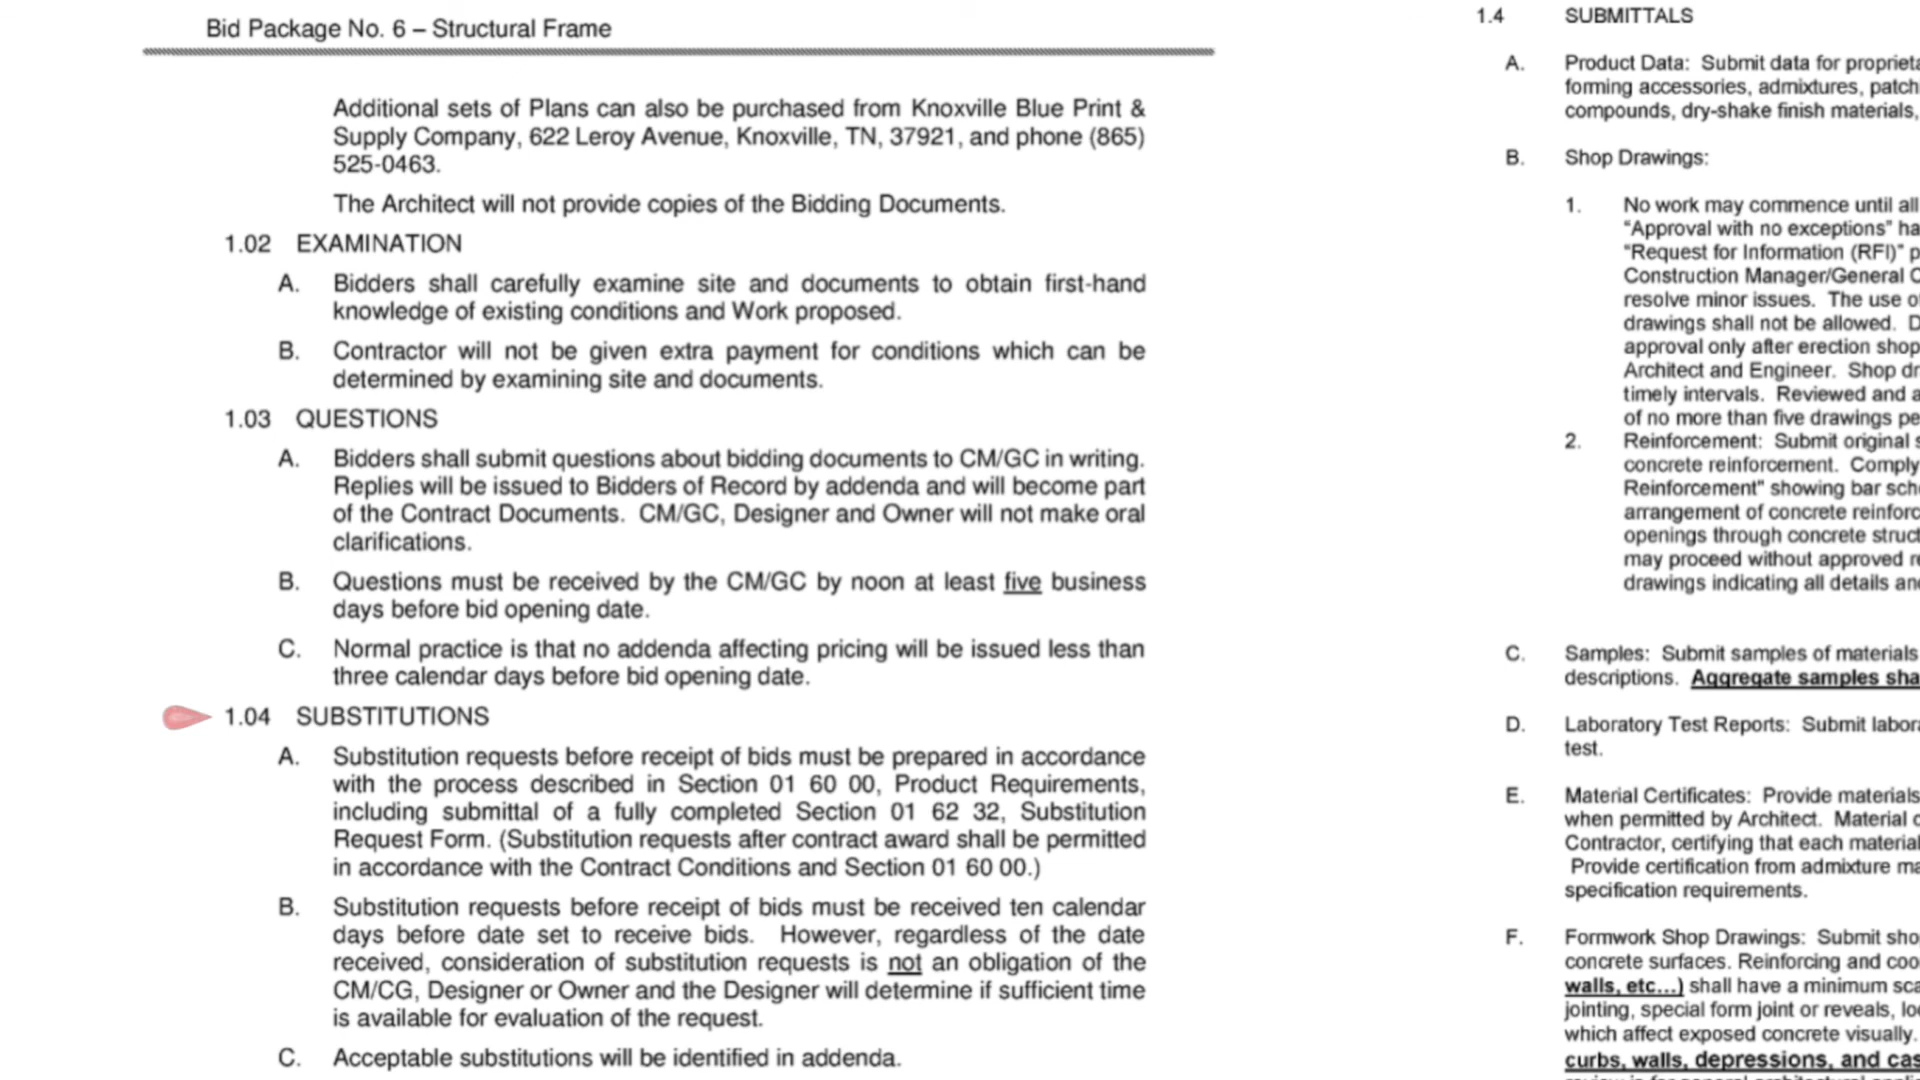 Bid Package No. 6 – Structural Frame
Additional sets of Plans can also be purchased from Knoxville Blue Print &
Supply Company, 622 Leroy Avenue, Knoxville, TN, 37921, and phone (865)
525-0463.
The Architect will not provide copies of the Bidding Documents.
1.02 EXAMINATION
A. Bidders shall carefully examine site and documents to obtain first-hand
knowledge of existing conditions and Work proposed.
B. Contractor will not be given extra payment for conditions which can be
determined by examining site and documents.
1.03 QUESTIONS
A. Bidders shall submit questions about bidding documents to CM/GC in writing.
Replies will be issued to Bidders of Record by addenda and will become part
of the Contract Documents. CM/GC, Designer and Owner will not make oral
clarifications.
B. Questions must be received by the CM/GC by noon at least five business
days before bid opening date.
C. Normal practice is that no addenda affecting pricing will be issued less than
three calendar days before bid opening date.
1.04 SUBSTITUTIONS
A. Substitution requests before receipt of bids must be prepared in accordance
with the process described in Section 01 60 00, Product Requirements,
including submittal of a fully completed Section 01 62 32, Substitution
Request Form. (Substitution requests after contract award shall be permitted
in accordance with the Contract Conditions and Section 01 60 00.)
B. Substitution requests before receipt of bids must be received ten calendar
days before date set to receive bids. However, regardless of the date
received, consideration of substitution requests is not an obligation of the
CM/CG, Designer or Owner and the Designer will determine if sufficient time
is available for evaluation of the request.
C. Acceptable substitutions will be identified in addenda.
1.4 SUBMITTALS
A. Product Data: Submit data for
forming accessories, admixtures,
compounds, dry-shake finish materials,
B. Shop Drawings:
1. No work may commence until all
"Approval with no exceptions"
"Request for Information (RFI)"
Construction Manager/General
resolve minor issues. The use
drawings shall not be allowed.
approval only after erection shop
Architect and Engineer. Shop
timely intervals. Reviewed and
of no more than five drawings
2. Reinforcement: Submit original
concrete reinforcement. Comply
Reinforcement" showing bar
arrangement of concrete
openings through concrete
may proceed without approved
drawings indicating all details
C. Samples: Submit samples of materials
descriptions. Aggregate samples
D. Laboratory Test Reports: Submit
test.
E. Material Certificates: Provide materials
when permitted by Architect. Material
Contractor, certifying that each material
Provide certification from admixture
specification requirements.
F. Formwork Shop Drawings: Submit
concrete surfaces. Reinforcing and
walls, etc...) shall have a minimum
jointing, special form joint or reveals,
which affect exposed concrete visually.
curbs, walls, depressions, and